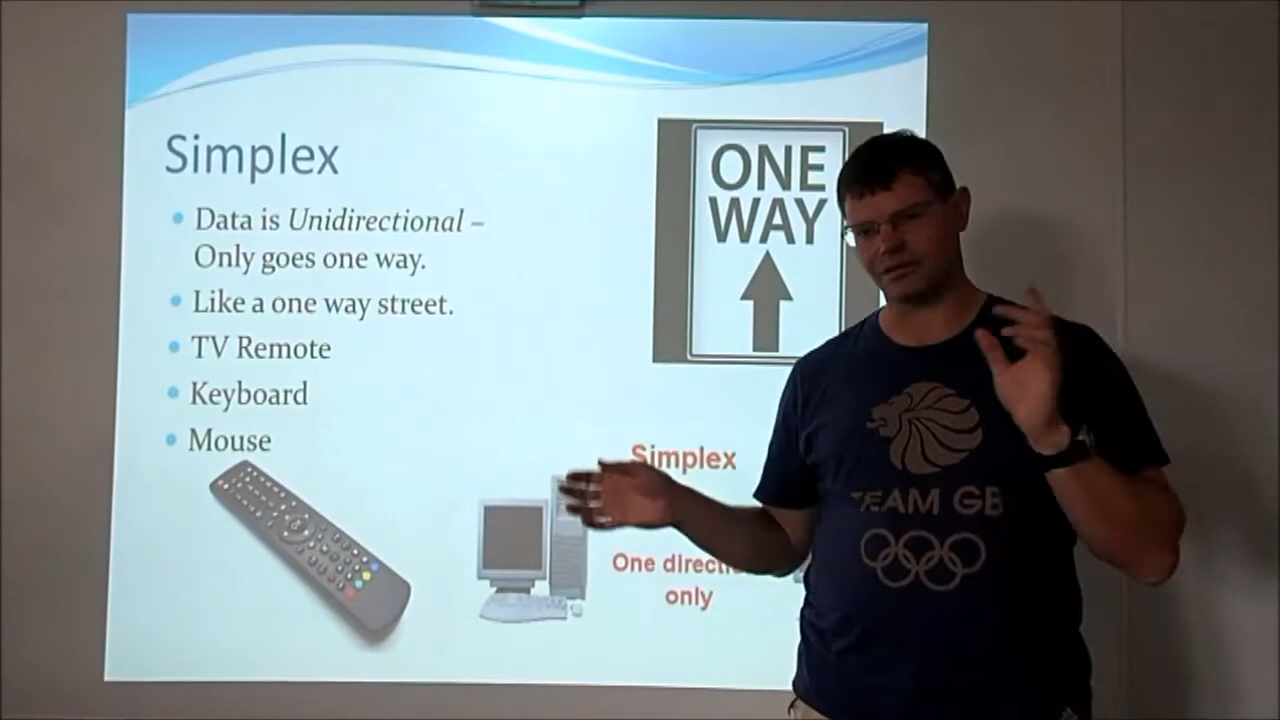 Simplex
Data is Unidirectional –
Only goes one way.
Like a one way street.
TV Remote
Keyboard
Mouse
ONE
WAY
Simplex
One
only
TEAM GB